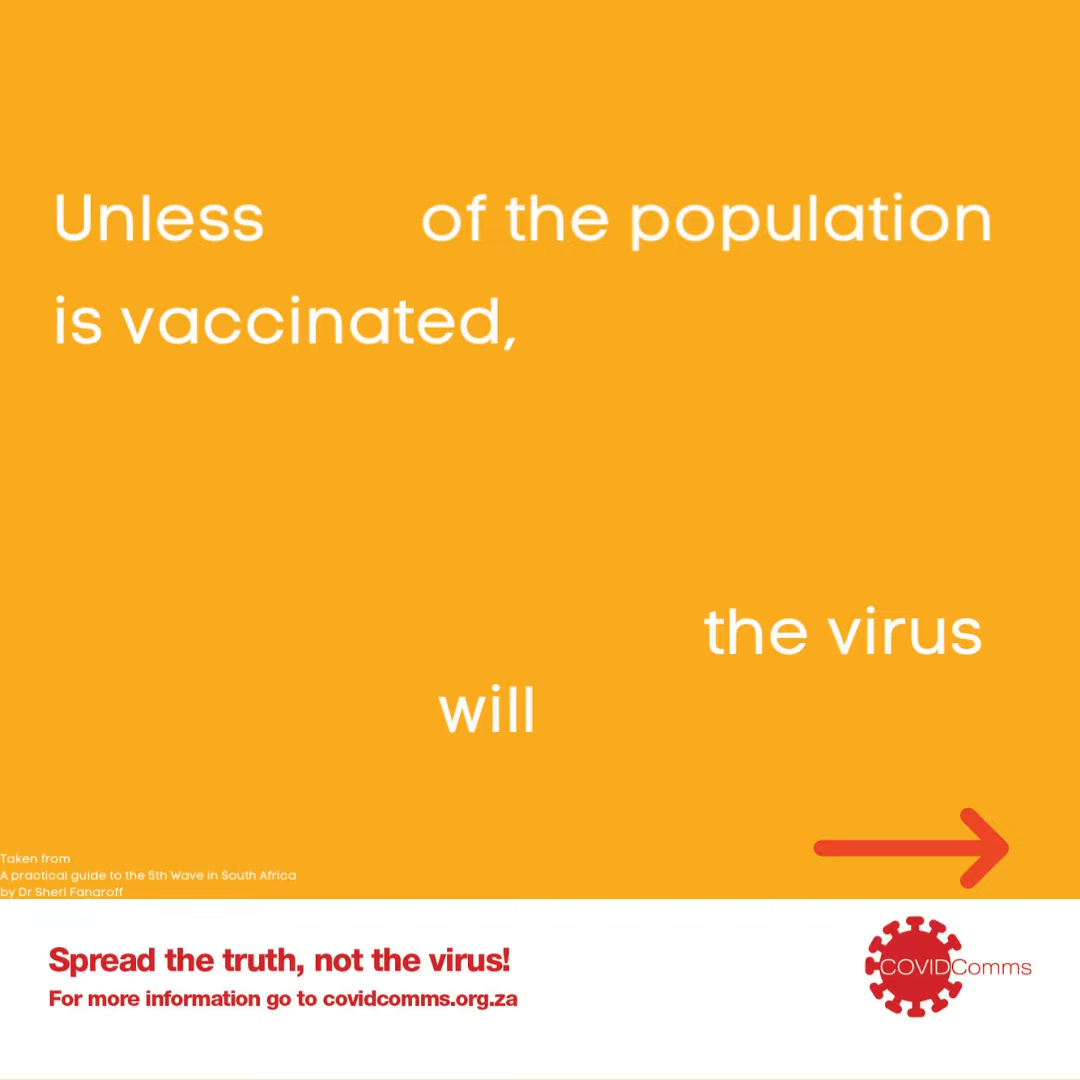 Unless of the population
is vaccinated,
the virus
will
Taken from
A practical guide to the 5th Wave in South Africa
by Dr Sheri Fanaroff
Spread the truth, not the virus!
For more information go to covidcomms.org.za
COVIDComms